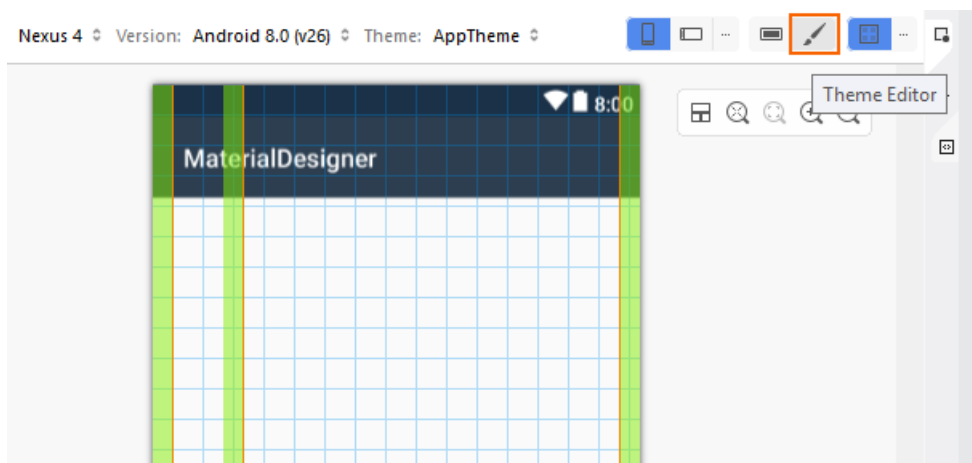 Nexus 4 Version: Android 8.0 (v26) Theme: AppTheme
Theme Editor
8:00
MaterialDesigner